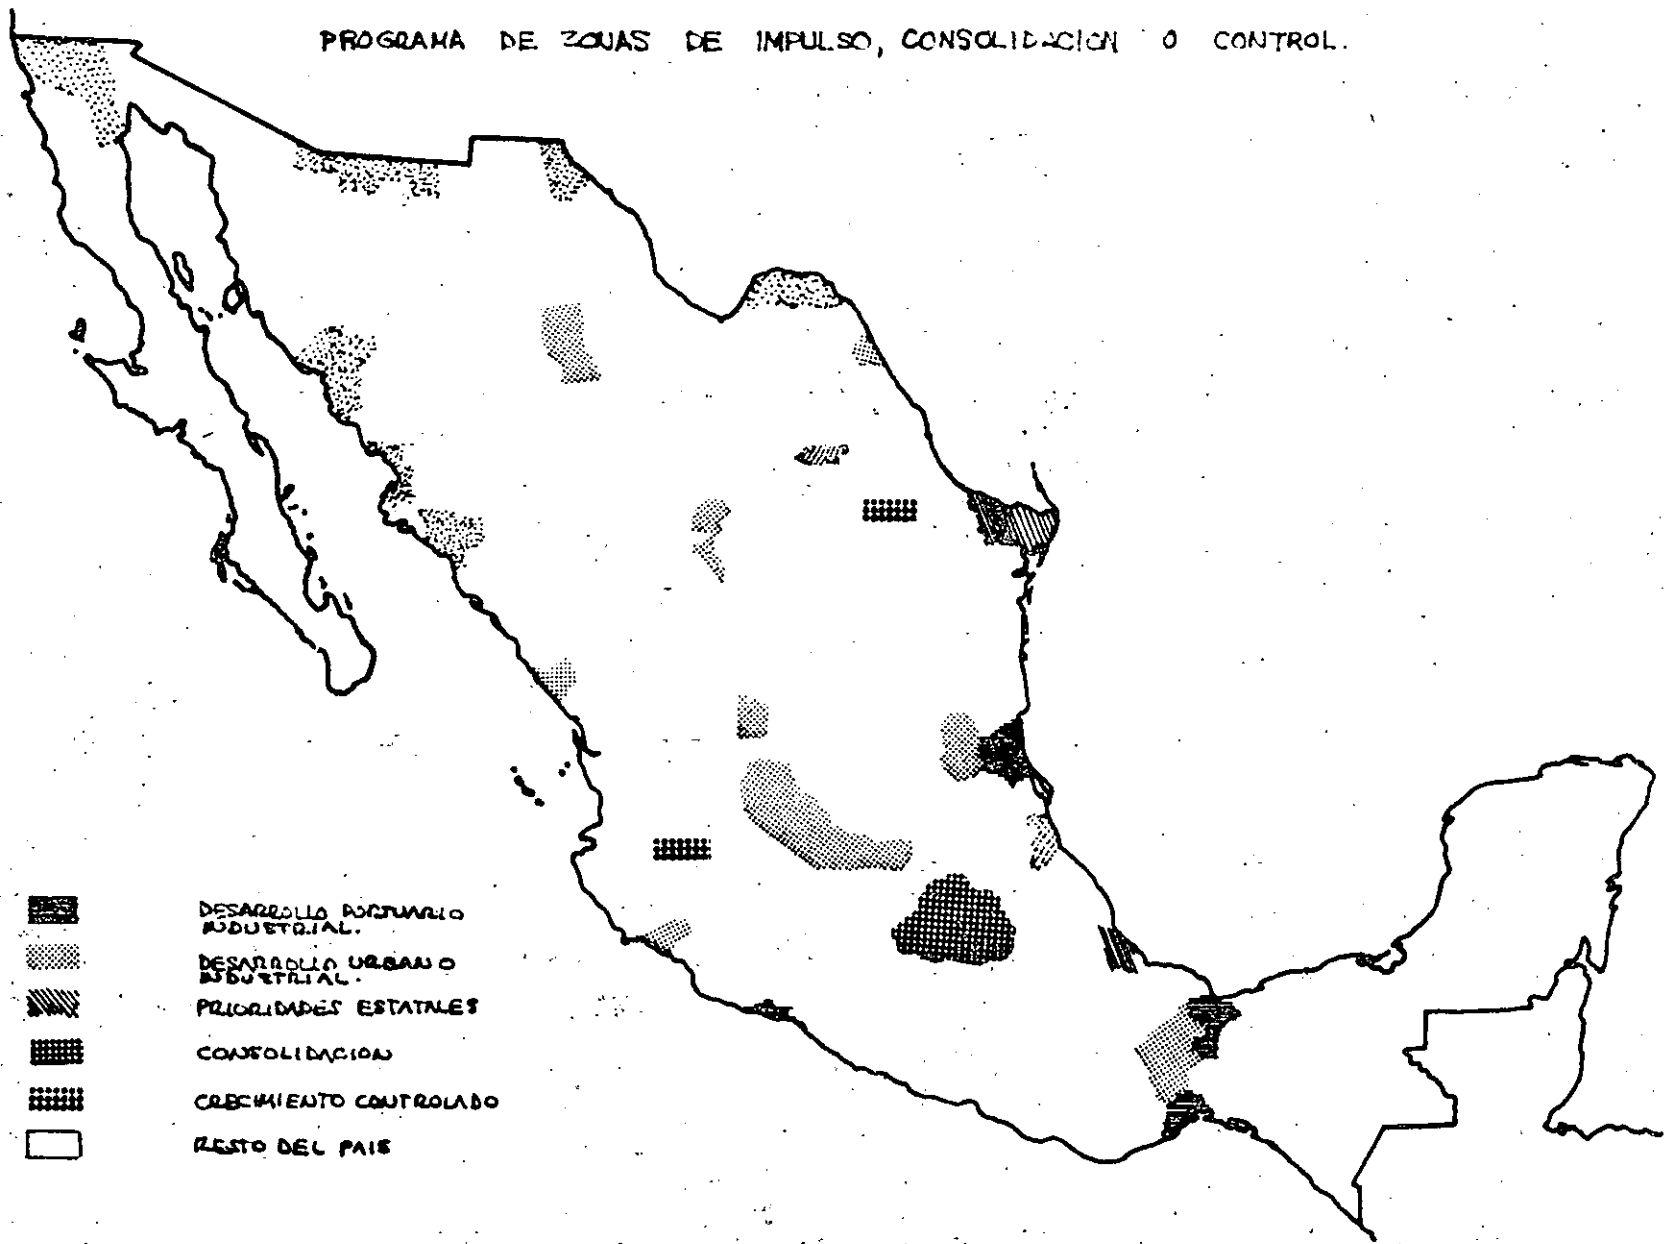 PROGRAMA DE ZONAS DE IMPULSO, CONSOLIDACION O CONTROL.
DESARROLLO PORTUARIO
INDUSTRIAL.
DESARROLLO URBANO
INDUSTRIAL.
PRIORIDADES ESTATALES
CONSOLIDACION
CRECIMIENTO CONTROLADO
RESTO DEL PAIS